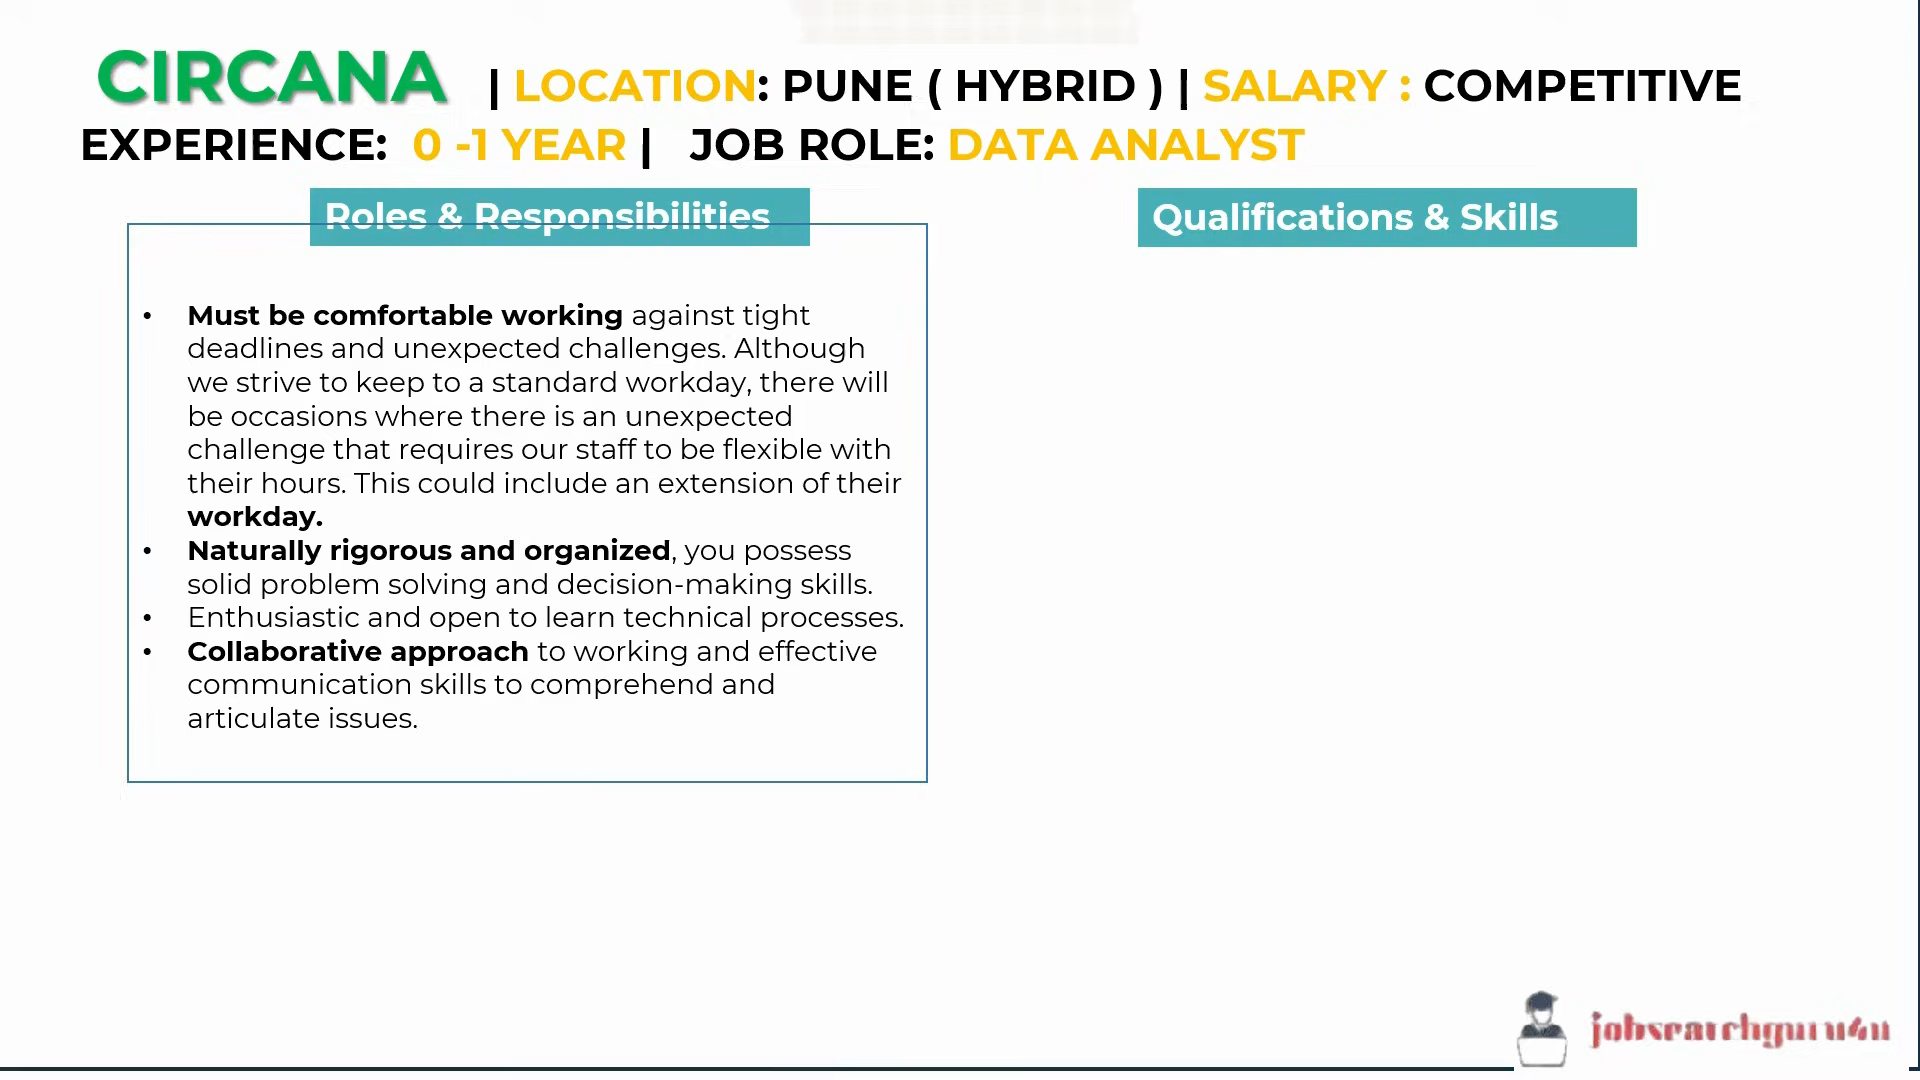 CIRCANA | LOCATION: PUNE ( HYBRID ) | SALARY : COMPETITIVE
EXPERIENCE: 0 -1 YEAR | JOB ROLE: DATA ANALYST
Roles & Responsibilities
• Must be comfortable working against tight
deadlines and unexpected challenges. Although
we strive to keep to a standard workday, there will
be occasions where there is an unexpected
challenge that requires our staff to be flexible with
their hours. This could include an extension of their
workday.
• Naturally rigorous and organized, you possess
solid problem solving and decision-making skills.
• Enthusiastic and open to learn technical processes.
• Collaborative approach to working and effective
communication skills to comprehend and
articulate issues.
Qualifications & Skills
jobsearchguru4u